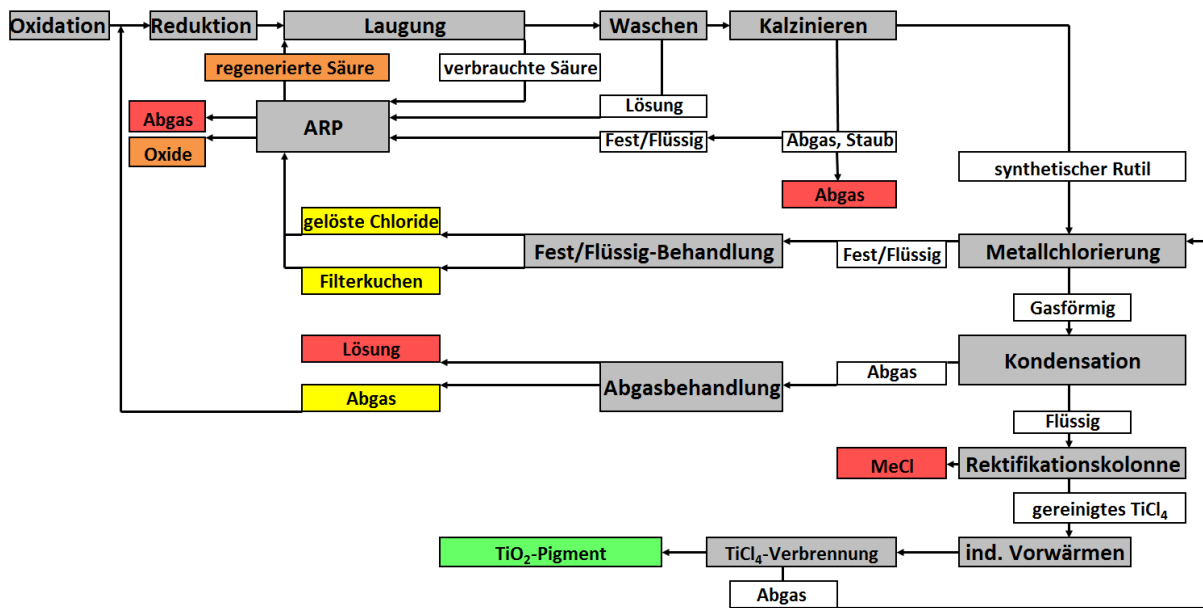 Oxidation
Reduktion
Laugung
Waschen
Kalzinieren
regenerierte Säure
verbrauchte Säure
Lösung
Abgas
ARP
Oxide
Fest/Flüssig
Abgas, Staub
synthetischer Rutil
Abgas
gelöste Chloride
Fest/Flüssig-Behandlung
Fest/Flüssig
Metallchlorierung
Filterkuchen
Gasförmig
Lösung
Kondensation
Abgasbehandlung
Abgas
Abgas
Flüssig
MeCl
Rektifikationskolonne
gereinigtes TiCl₄
TiO₂-Pigment
TiCl₄-Verbrennung
ind. Vorwärmen
Abgas